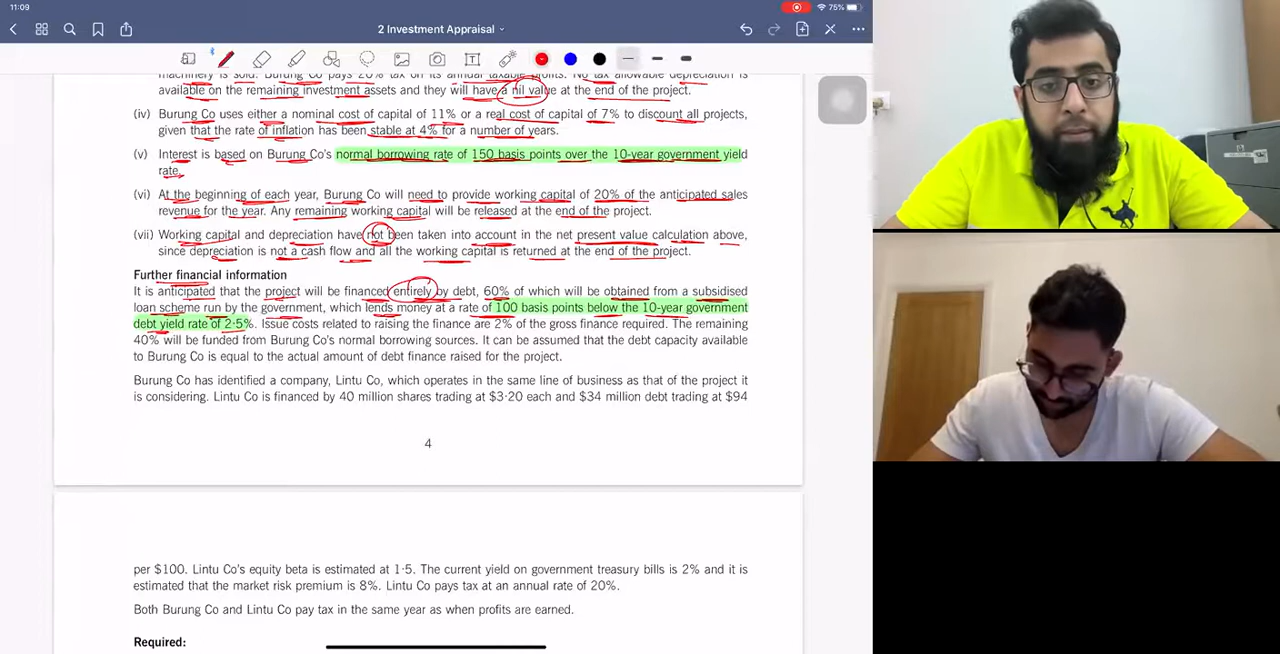 11:09
75%
2 Investment Appraisal
machinery is sold. Burung Co pays 20% tax on its annual taxable profits. No tax allowable depreciation is
available on the remaining investment assets and they will have a nil value at the end of the project.
(iv) Burung Co uses either a nominal cost of capital of 11% or a real cost of capital of 7% to discount all projects,
given that the rate of inflation has been stable at 4% for a number of years.
(v) Interest is based on Burung Co's normal borrowing rate of 150 basis points over the 10-year government yield
rate.
(vi) At the beginning of each year, Burung Co will need to provide working capital of 20% of the anticipated sales
revenue for the year. Any remaining working capital will be released at the end of the project.
(vii) Working capital and depreciation have not been taken into account in the net present value calculation above,
since depreciation is not a cash flow and all the working capital is returned at the end of the project.
Further financial information
It is anticipated that the project will be financed entirely by debt, 60% of which will be obtained from a subsidised
loan scheme run by the government, which lends money at a rate of 100 basis points below the 10-year government
debt yield rate of 2·5%. Issue costs related to raising the finance are 2% of the gross finance required. The remaining
40% will be funded from Burung Co's normal borrowing sources. It can be assumed that the debt capacity available
to Burung Co is equal to the actual amount of debt finance raised for the project.
Burung Co has identified a company, Lintu Co, which operates in the same line of business as that of the project it
is considering. Lintu Co is financed by 40 million shares trading at $3·20 each and $34 million debt trading at $94
4
per $100. Lintu Co's equity beta is estimated at 1·5. The current yield on government treasury bills is 2% and it is
estimated that the market risk premium is 8%. Lintu Co pays tax at an annual rate of 20%.
Both Burung Co and Lintu Co pay tax in the same year as when profits are earned.
Required: